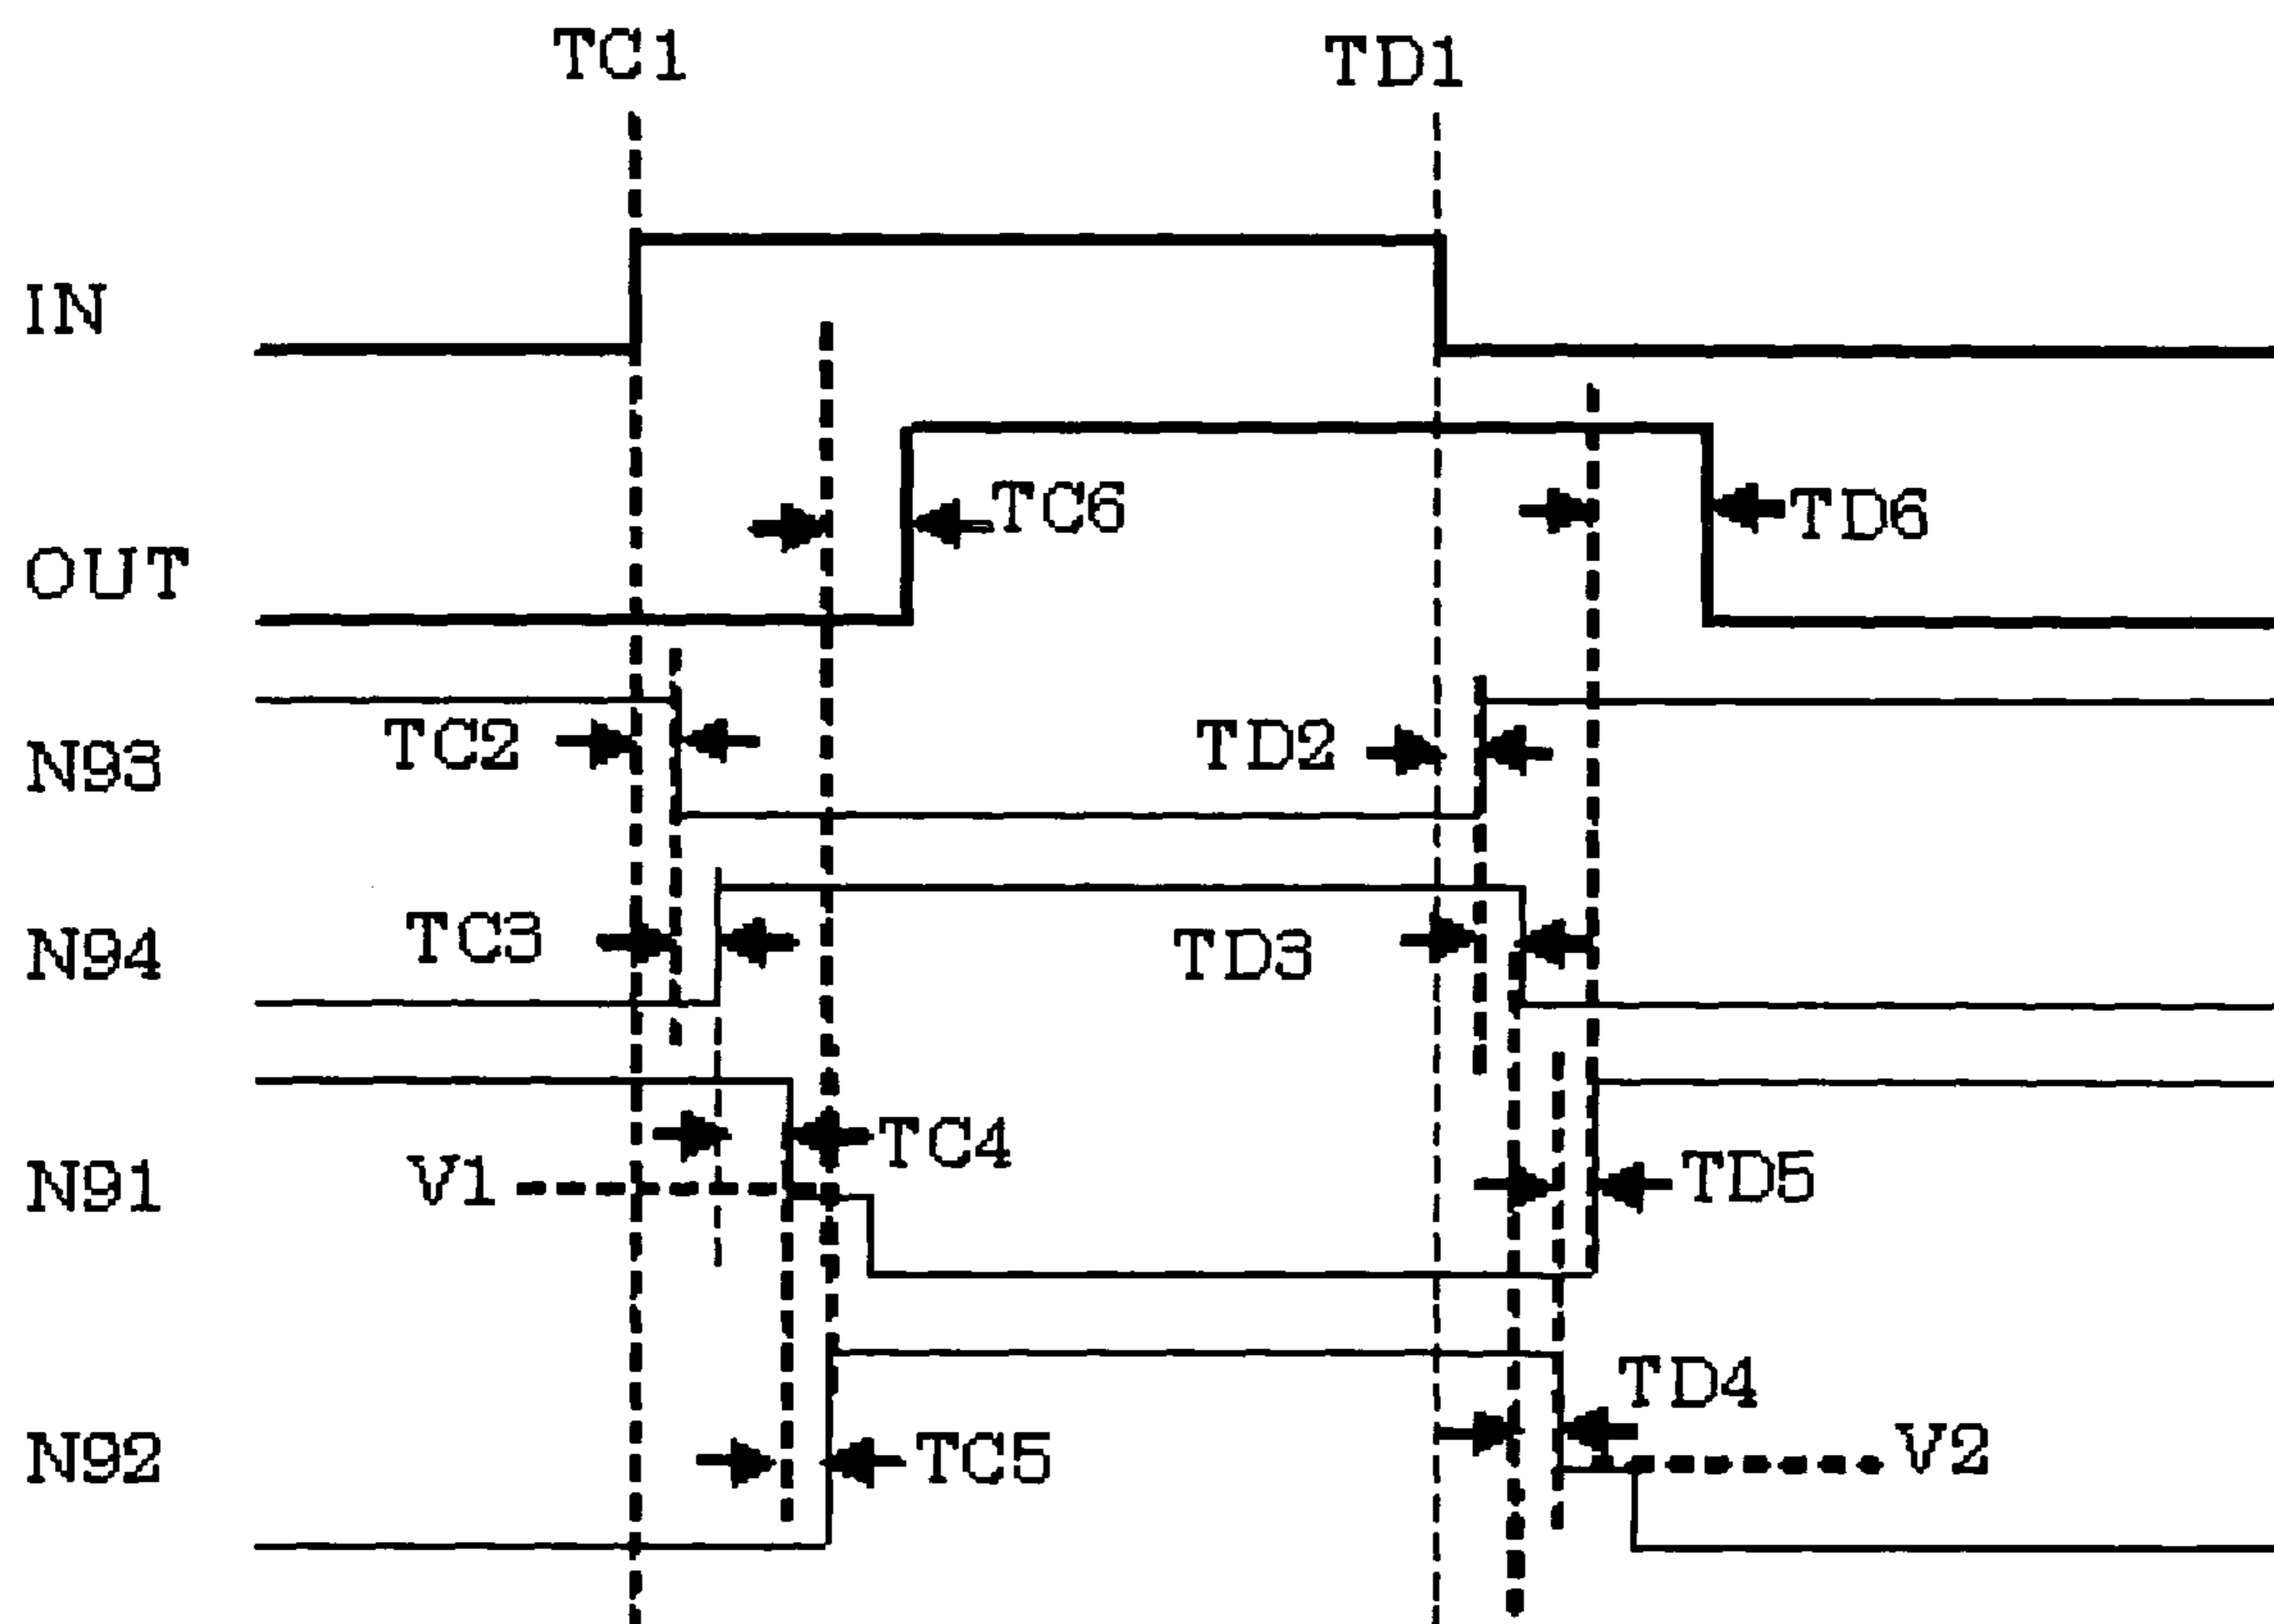 TC1 TD1
IN
TC6 TD6
OUT
TC2 TD2
N93
TC3 TD3
N94
TC4
V1 TD5
N91
TD4
V2
N92 TC5